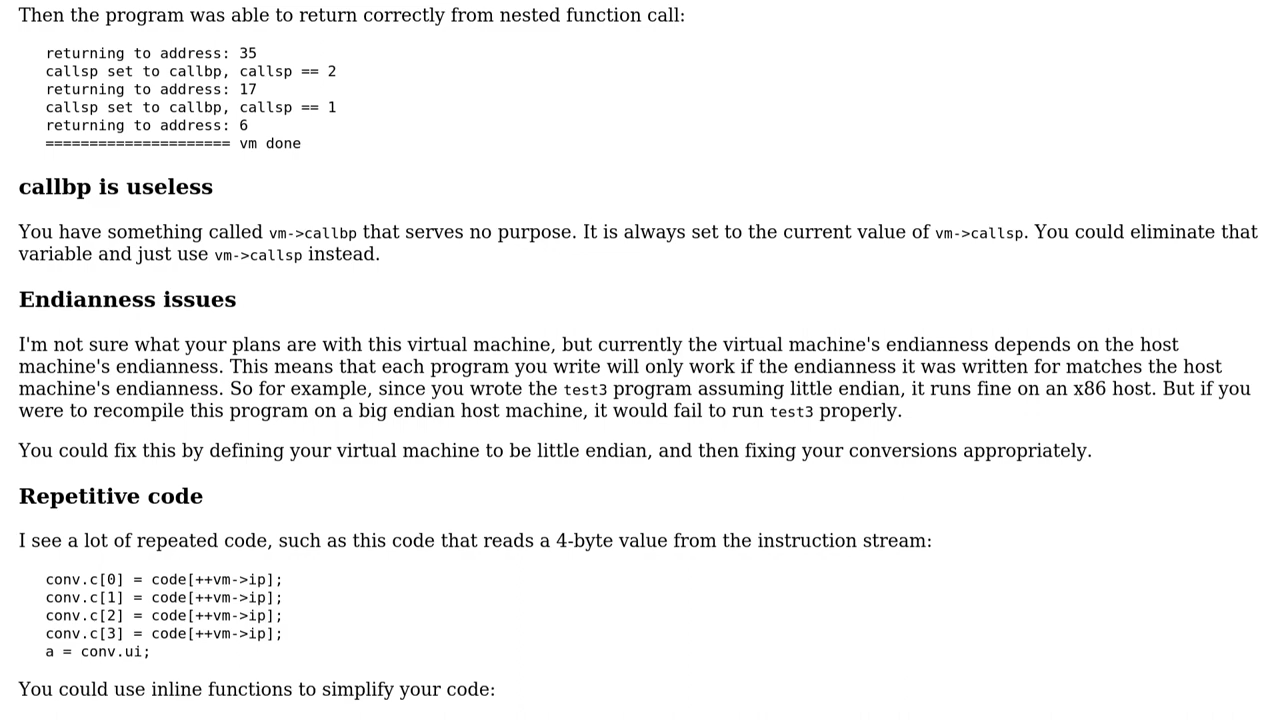 Then the program was able to return correctly from nested function call:
returning to address: 35
callsp set to callbp, callsp == 2
returning to address: 17
callsp set to callbp, callsp == 1
returning to address: 6
===================== vm done
callbp is useless
You have something called vm->callbp that serves no purpose. It is always set to the current value of vm->callsp. You could eliminate that
variable and just use vm->callsp instead.
Endianness issues
I'm not sure what your plans are with this virtual machine, but currently the virtual machine's endianness depends on the host
machine's endianness. This means that each program you write will only work if the endianness it was written for matches the host
machine's endianness. So for example, since you wrote the test3 program assuming little endian, it runs fine on an x86 host. But if you
were to recompile this program on a big endian host machine, it would fail to run test3 properly.
You could fix this by defining your virtual machine to be little endian, and then fixing your conversions appropriately.
Repetitive code
I see a lot of repeated code, such as this code that reads a 4-byte value from the instruction stream:
conv.c[0] = code[++vm->ip];
conv.c[1] = code[++vm->ip];
conv.c[2] = code[++vm->ip];
conv.c[3] = code[++vm->ip];
a = conv.ui;
You could use inline functions to simplify your code: